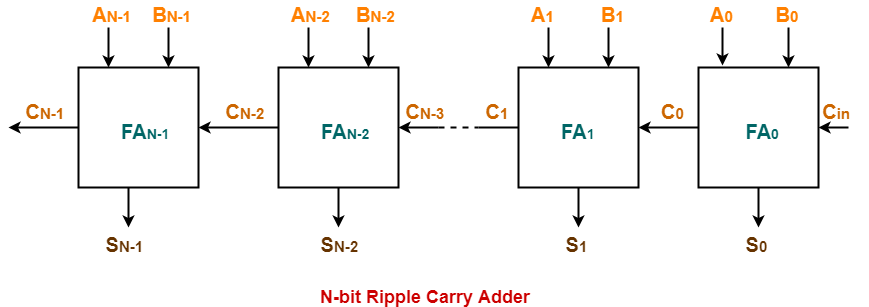 AN-1 BN-1 AN-2 BN-2 A1 B1 A0 B0
CN-1 CN-2 CN-3 C1 C0 Cin
FAN-1 FAN-2 FA1 FA0
SN-1 SN-2 S1 S0
N-bit Ripple Carry Adder